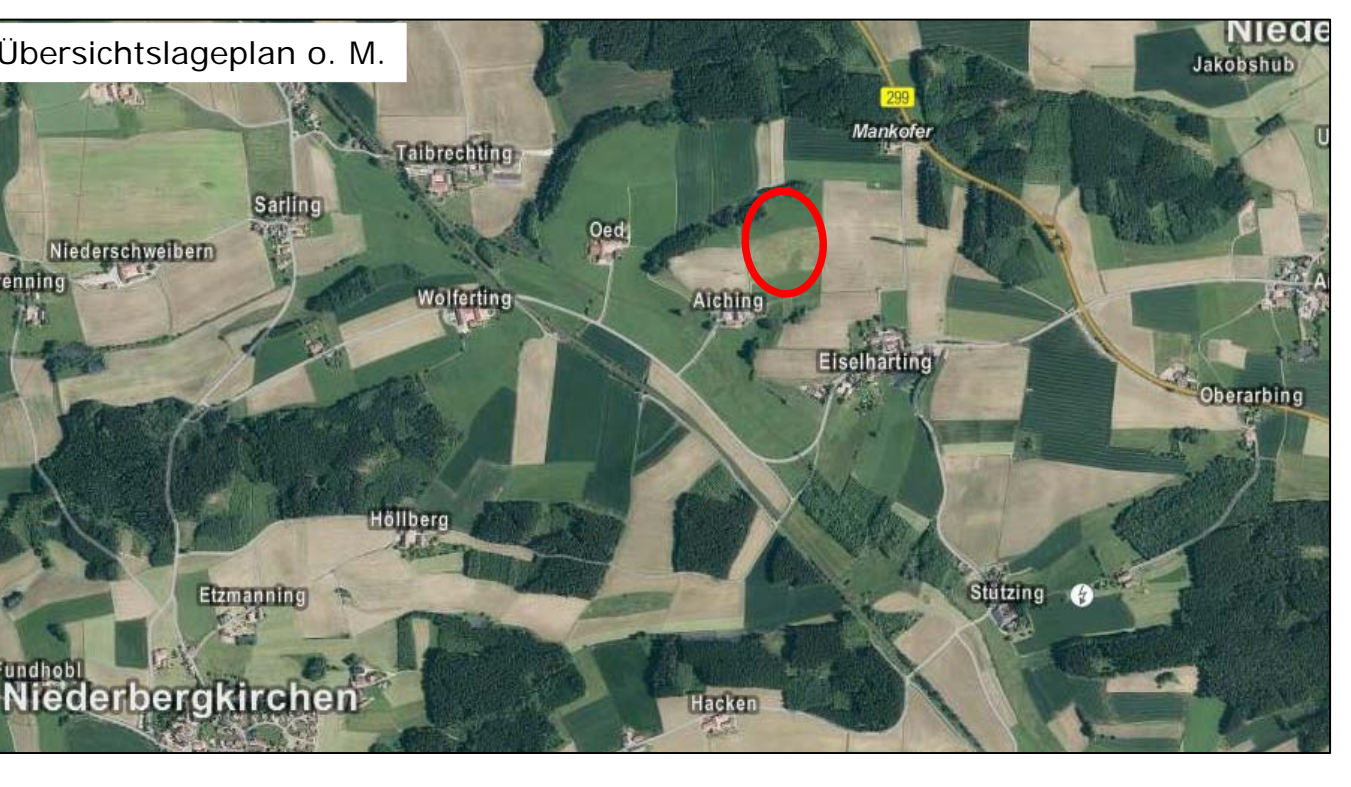 Übersichtslageplan o. M.
Niede
Jakobshub
299
Mankofer
U
Taibrechting
Sarling
Oed
Niederschweibern
enning
A
Wolferting
Aiching
Eiselharting
Oberarbing
Höllberg
Etzmanning
Stützing
Fundhobl
Niederbergkirchen
Hacken